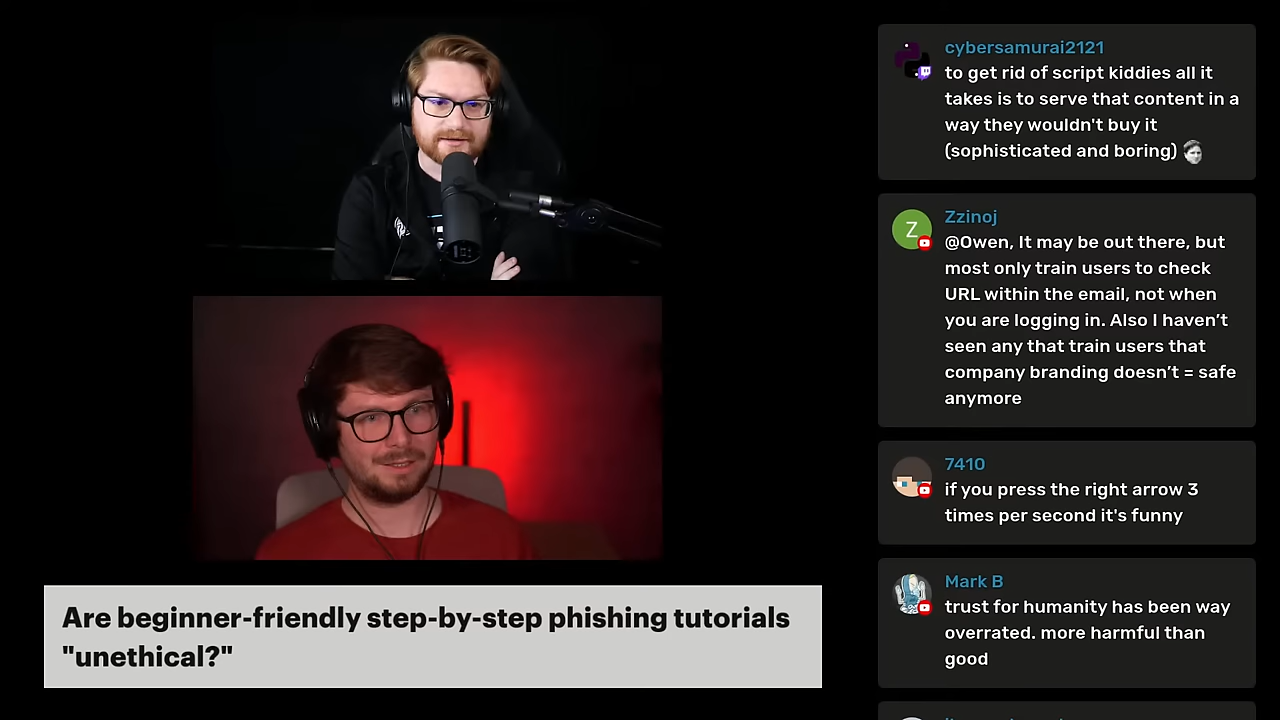 cybersamurai2121
to get rid of script kiddies all it
takes is to serve that content in a
way they wouldn't buy it
(sophisticated and boring)
Z
Zzinoj
@Owen, It may be out there, but
most only train users to check
URL within the email, not when
you are logging in. Also I haven’t
seen any that train users that
company branding doesn’t = safe
anymore
7410
if you press the right arrow 3
times per second it's funny
Mark B
trust for humanity has been way
overrated. more harmful than
good
Are beginner-friendly step-by-step phishing tutorials
"unethical?"